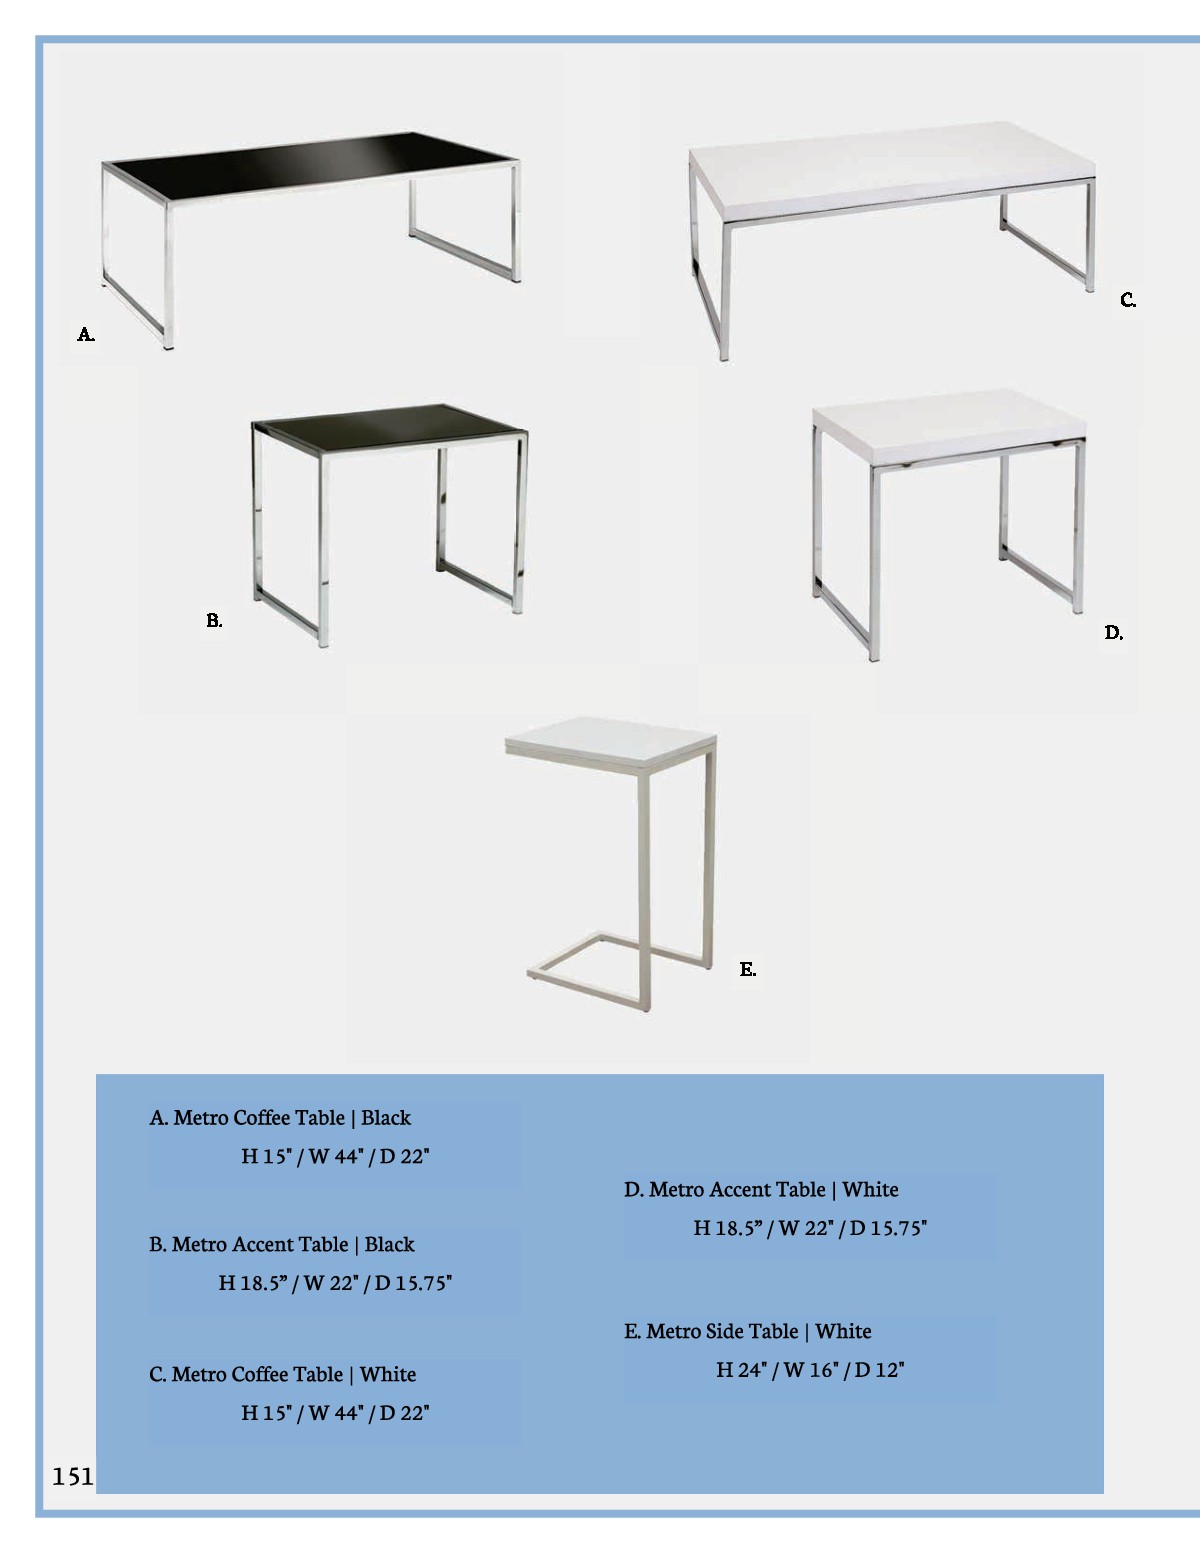 A.
C.
B.
D.
E.
A. Metro Coffee Table | Black
H 15" / W 44" / D 22"
B. Metro Accent Table | Black
H 18.5” / W 22" / D 15.75"
C. Metro Coffee Table | White
H 15" / W 44" / D 22"
D. Metro Accent Table | White
H 18.5” / W 22" / D 15.75"
E. Metro Side Table | White
H 24" / W 16" / D 12"
151